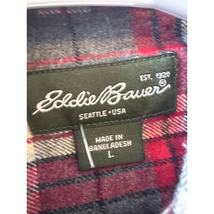 EST. 1920
Eddie Bauer
SEATTLE • USA
MADE IN
BANGLADESH
L